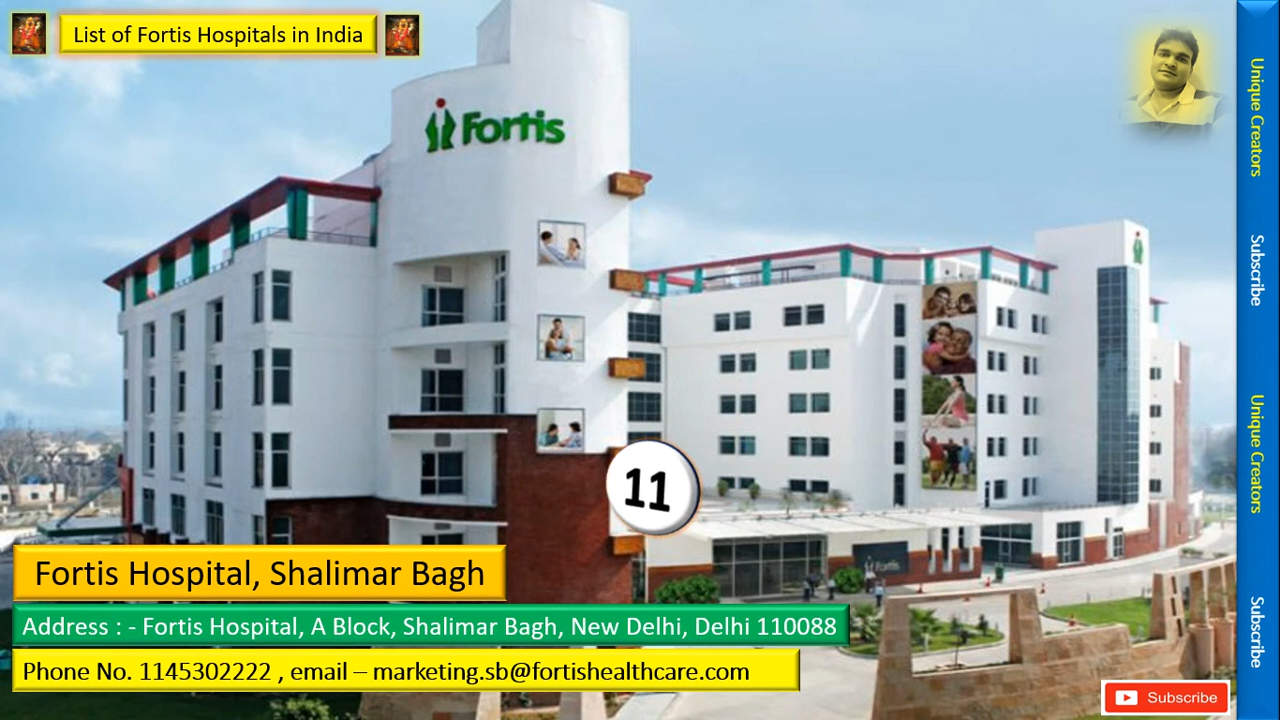 List of Fortis Hospitals in India
Fortis
11
Fortis
Fortis Hospital, Shalimar Bagh
Address : - Fortis Hospital, A Block, Shalimar Bagh, New Delhi, Delhi 110088
Phone No. 1145302222 , email – marketing.sb@fortishealthcare.com
Unique Creators
Subscribe
Unique Creators
Subscribe
Subscribe